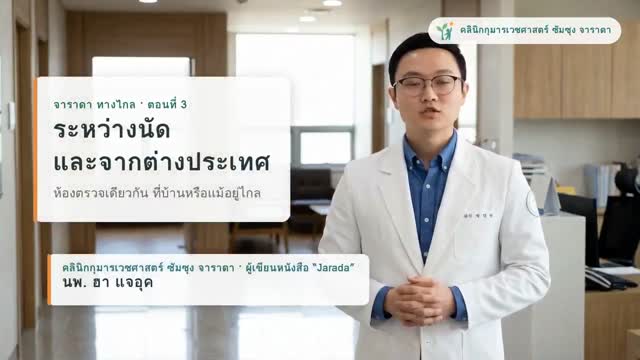 คลินิกกุมารเวชศาสตร์ ซัมซุง จาราดา
จาราดา ทางไกล · ตอนที่ 3
ระหว่างนัด
และจากต่างประเทศ
ห้องตรวจเดียวกัน ที่บ้านหรือแม้อยู่ไกล
คลินิกกุมารเวชศาสตร์ ซัมซุง จาราดา · ผู้เขียนหนังสือ “Jarada”
นพ. ฮา แจอุค